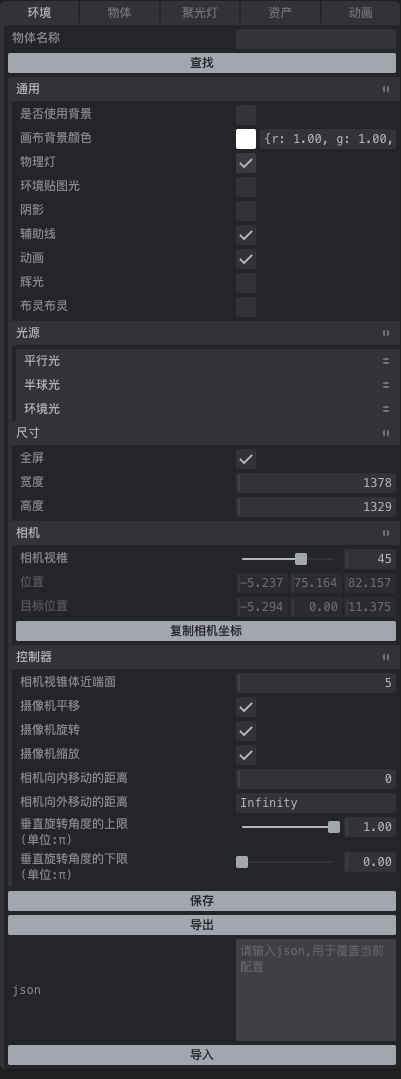 环境 物体 聚光灯 资产 动画
物体名称
查找
通用
是否使用背景
画布背景颜色 {r: 1.00, g: 1.00,
物理灯
环境贴图光
阴影
辅助线
动画
辉光
布灵布灵
光源
平行光
半球光
环境光
尺寸
全屏
宽度 1378
高度 1329
相机
相机视椎 45
位置 −5.237 75.164 82.157
目标位置 −5.294 0.00 11.375
复制相机坐标
控制器
相机视锥体近端面 5
摄像机平移
摄像机旋转
摄像机缩放
相机向内移动的距离 0
相机向外移动的距离 Infinity
垂直旋转角度的上限 1.00
(单位:π)
垂直旋转角度的下限 0.00
(单位:π)
保存
导出
请输入json,用于覆盖当前
配置
json
导入